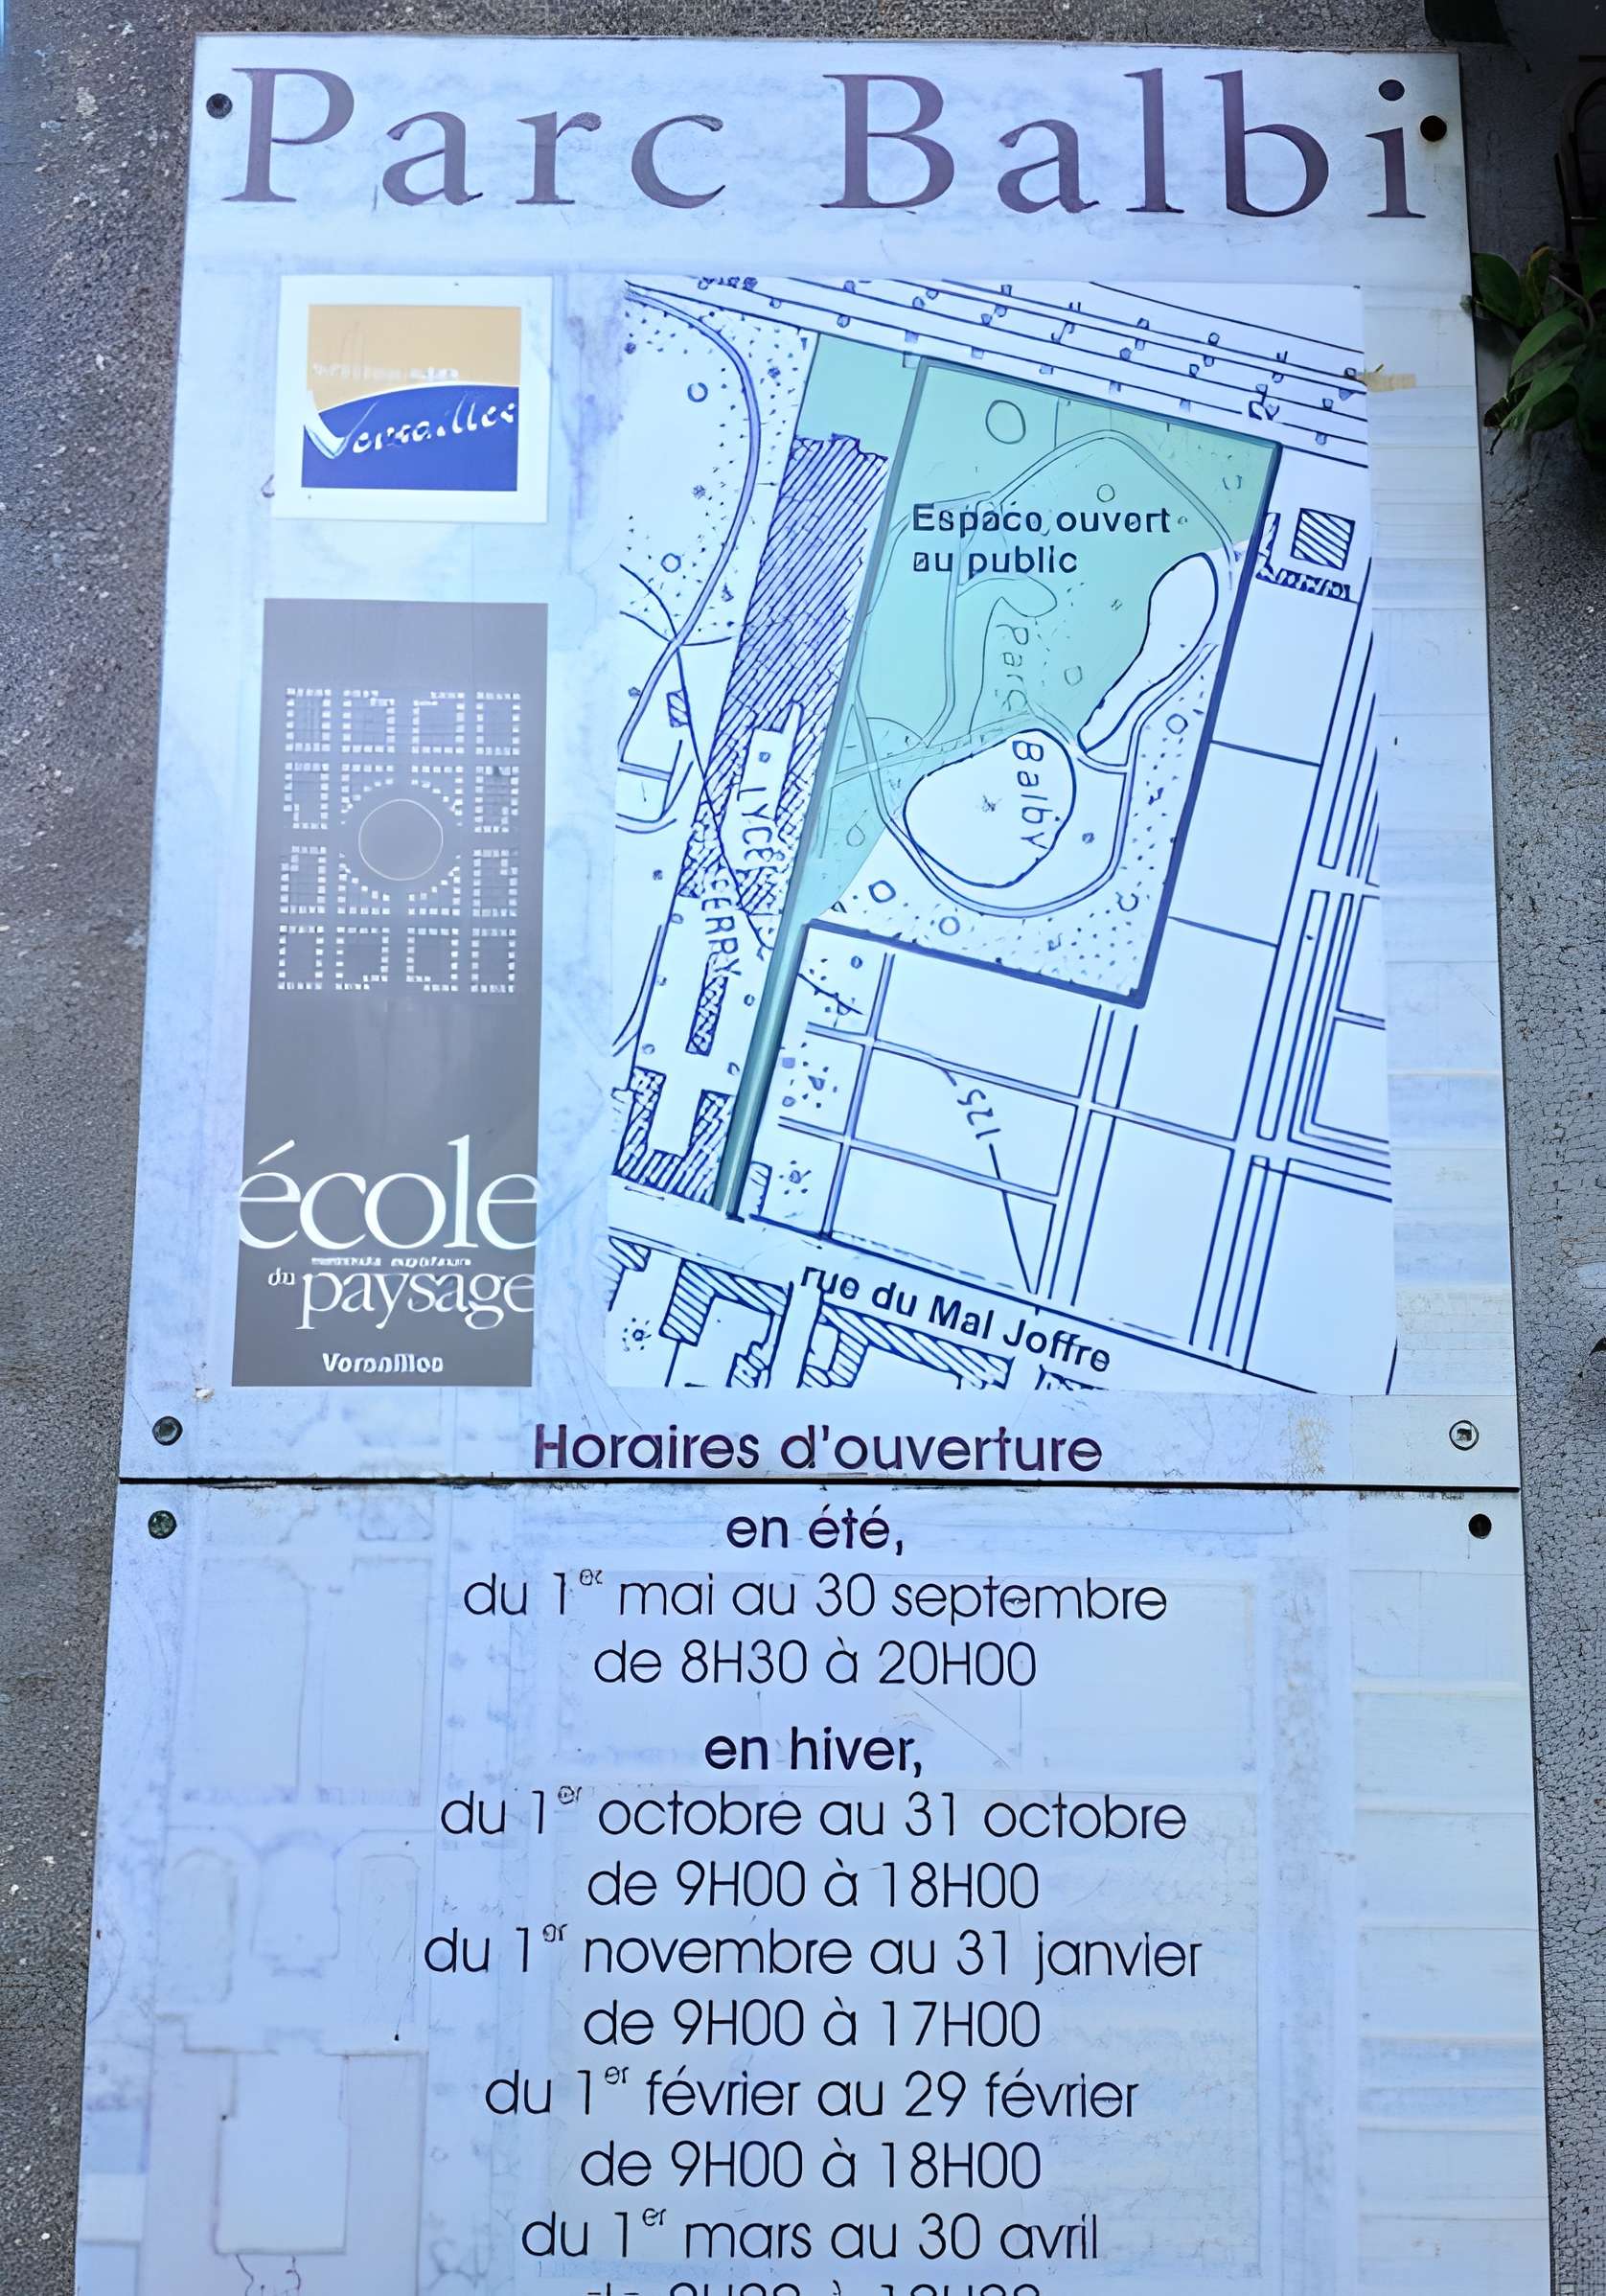 Parc Balbi
Versailles
Espace ouvert
au public
Parc
Balby
LYCÉE
FERRY
125
rue du Mal Joffre
école
du paysage
Versailles
Horaires d'ouverture
en été,
du 1er mai au 30 septembre
de 8H30 à 20H00
en hiver,
du 1er octobre au 31 octobre
de 9H00 à 18H00
du 1er novembre au 31 janvier
de 9H00 à 17H00
du 1er février au 29 février
de 9H00 à 18H00
du 1er mars au 30 avril